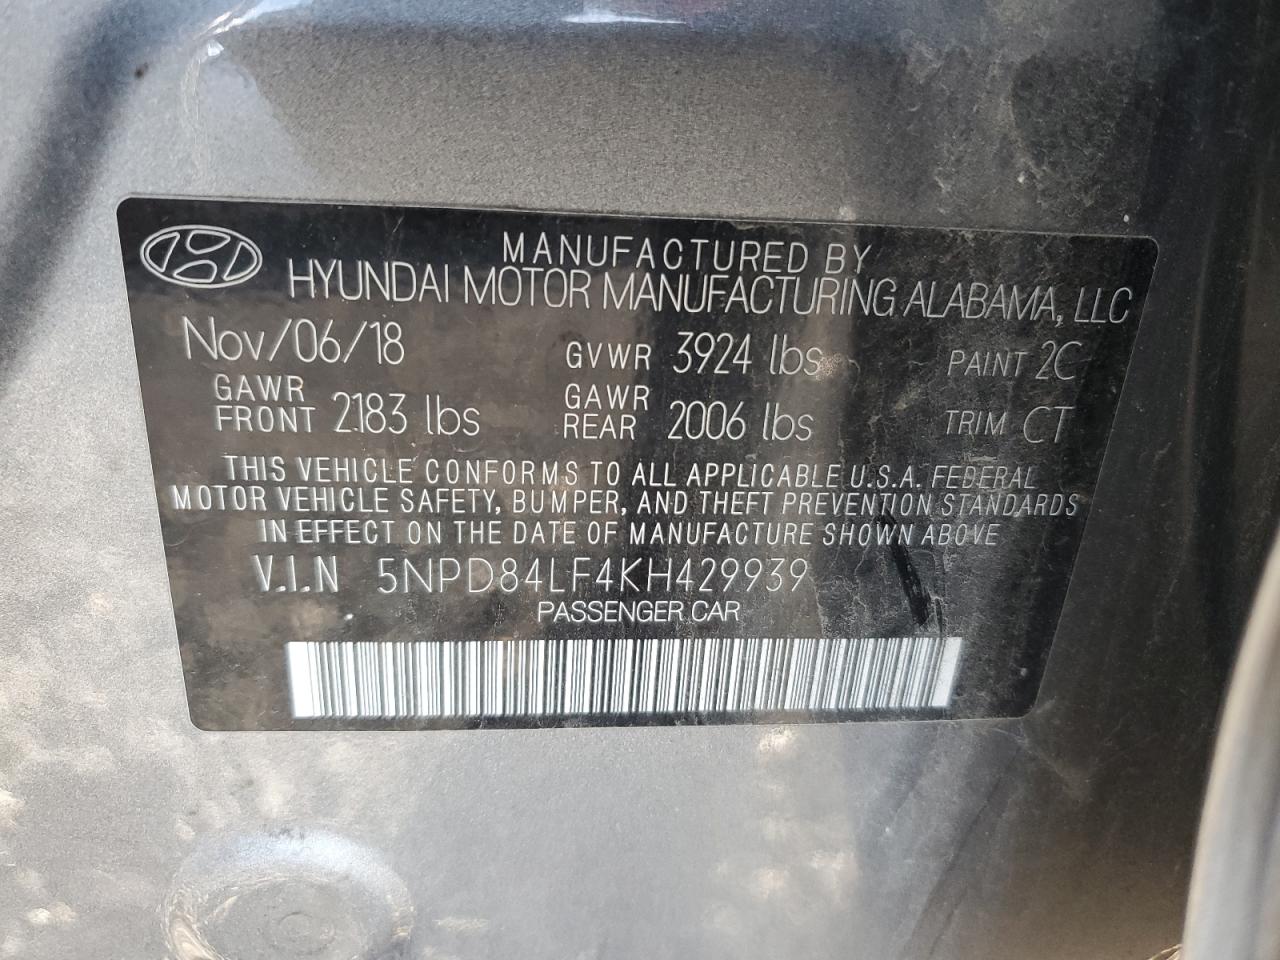 MANUFACTURED BY
HYUNDAI MOTOR MANUFACTURING ALABAMA, LLC
Nov/06/18 GVWR 3924 lbs PAINT 2C
GAWR FRONT 2183 lbs GAWR REAR 2006 lbs TRIM CT
THIS VEHICLE CONFORMS TO ALL APPLICABLE U.S.A. FEDERAL
MOTOR VEHICLE SAFETY, BUMPER, AND THEFT PREVENTION STANDARDS
IN EFFECT ON THE DATE OF MANUFACTURE SHOWN ABOVE
V.I.N 5NPD84LF4KH429939
PASSENGER CAR